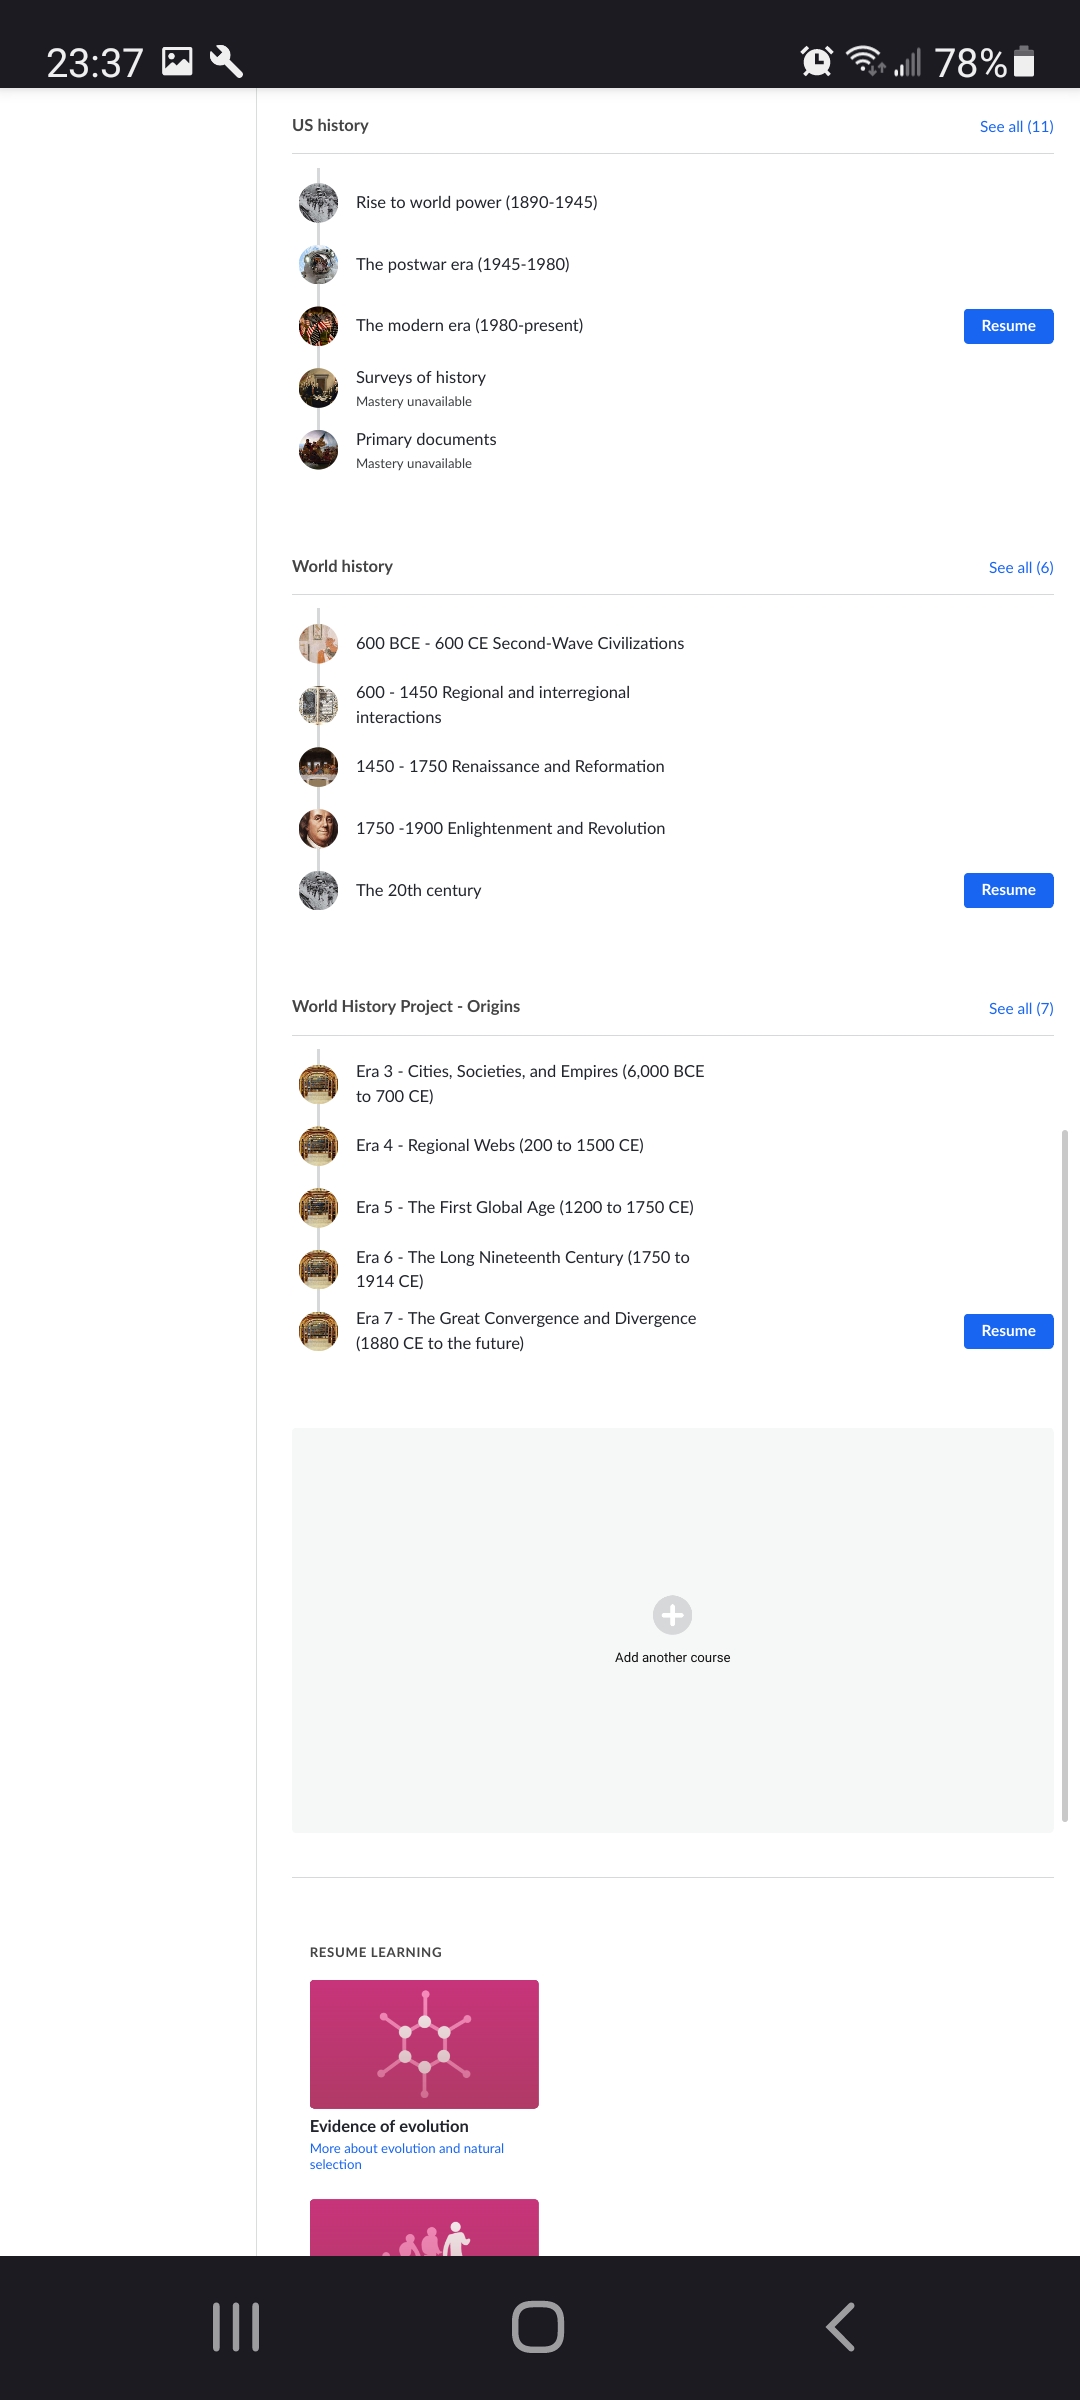 23:37
78%
US history
See all (11)
Rise to world power (1890-1945)
The postwar era (1945-1980)
The modern era (1980-present)
Resume
Surveys of history
Mastery unavailable
Primary documents
Mastery unavailable
World history
See all (6)
600 BCE - 600 CE Second-Wave Civilizations
600 - 1450 Regional and interregional
interactions
1450 - 1750 Renaissance and Reformation
1750 -1900 Enlightenment and Revolution
The 20th century
Resume
World History Project - Origins
See all (7)
Era 3 - Cities, Societies, and Empires (6,000 BCE
to 700 CE)
Era 4 - Regional Webs (200 to 1500 CE)
Era 5 - The First Global Age (1200 to 1750 CE)
Era 6 - The Long Nineteenth Century (1750 to
1914 CE)
Era 7 - The Great Convergence and Divergence
(1880 CE to the future)
Resume
Add another course
RESUME LEARNING
Evidence of evolution
More about evolution and natural
selection